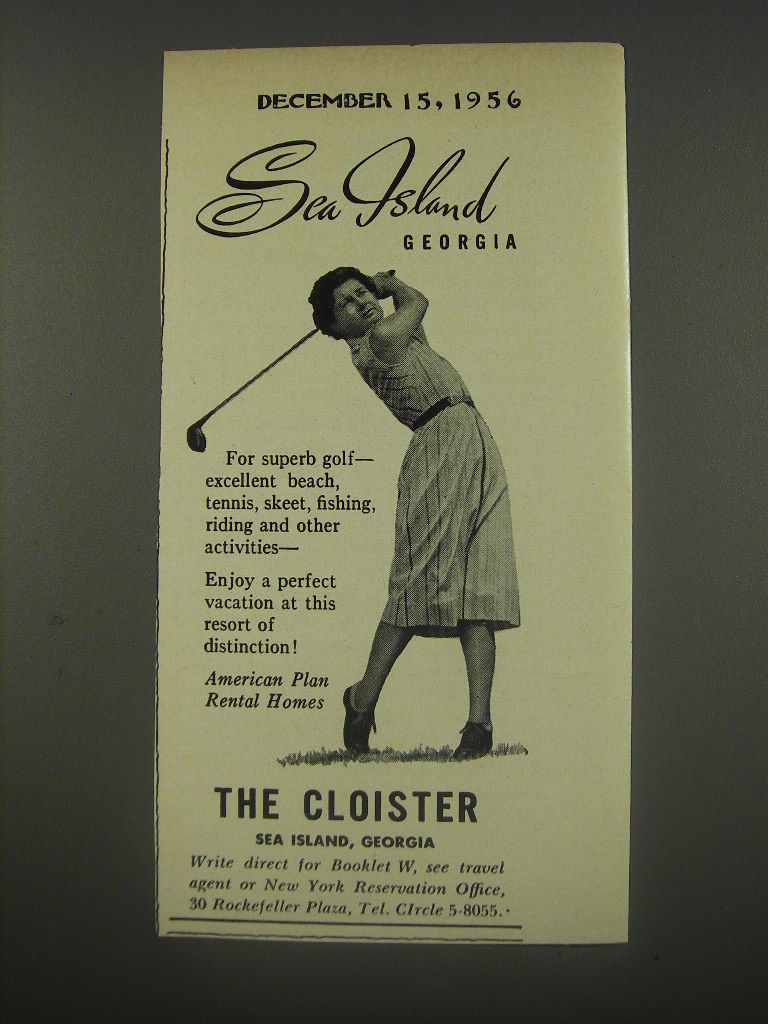 DECEMBER 15, 1956
Sea Island
GEORGIA
For superb golf—
excellent beach,
tennis, skeet, fishing,
riding and other
activities—
Enjoy a perfect
vacation at this
resort of
distinction!
American Plan
Rental Homes
THE CLOISTER
SEA ISLAND, GEORGIA
Write direct for Booklet W, see travel
agent or New York Reservation Office,
30 Rockefeller Plaza, Tel. CIrcle 5-8055.